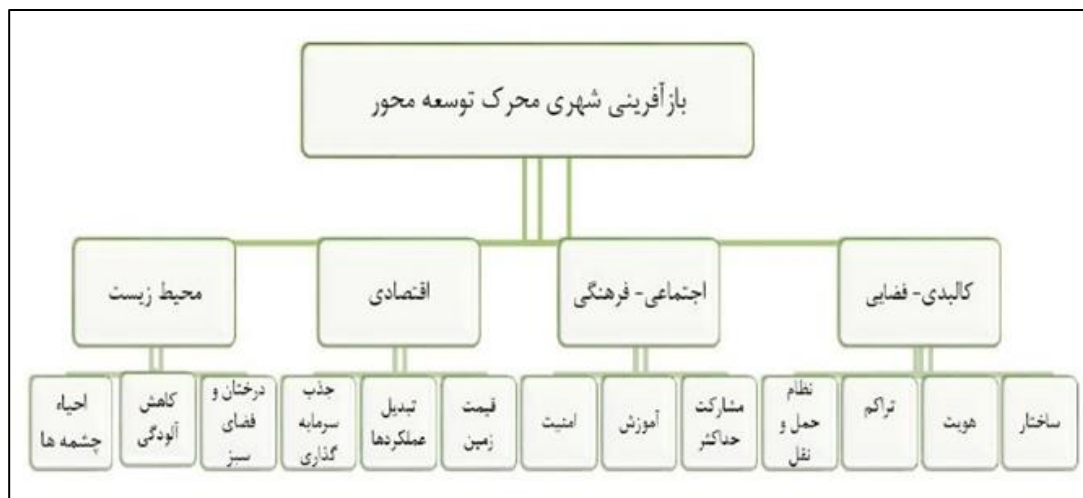 بازآفرینی شهری محرک توسعه محور
کالبدی- فضایی
اجتماعی- فرهنگی
اقتصادی
محیط زیست
ساختار
هویت
تراکم
نظام
حمل و
نقل
مشارکت
حداکثر
آموزش
امنیت
قیمت
زمین
تبدیل
عملکردها
جذب
سرمایه
گذاری
درختان و
فضای
سبز
کاهش
آلودگی
احیاء
چشمه ها